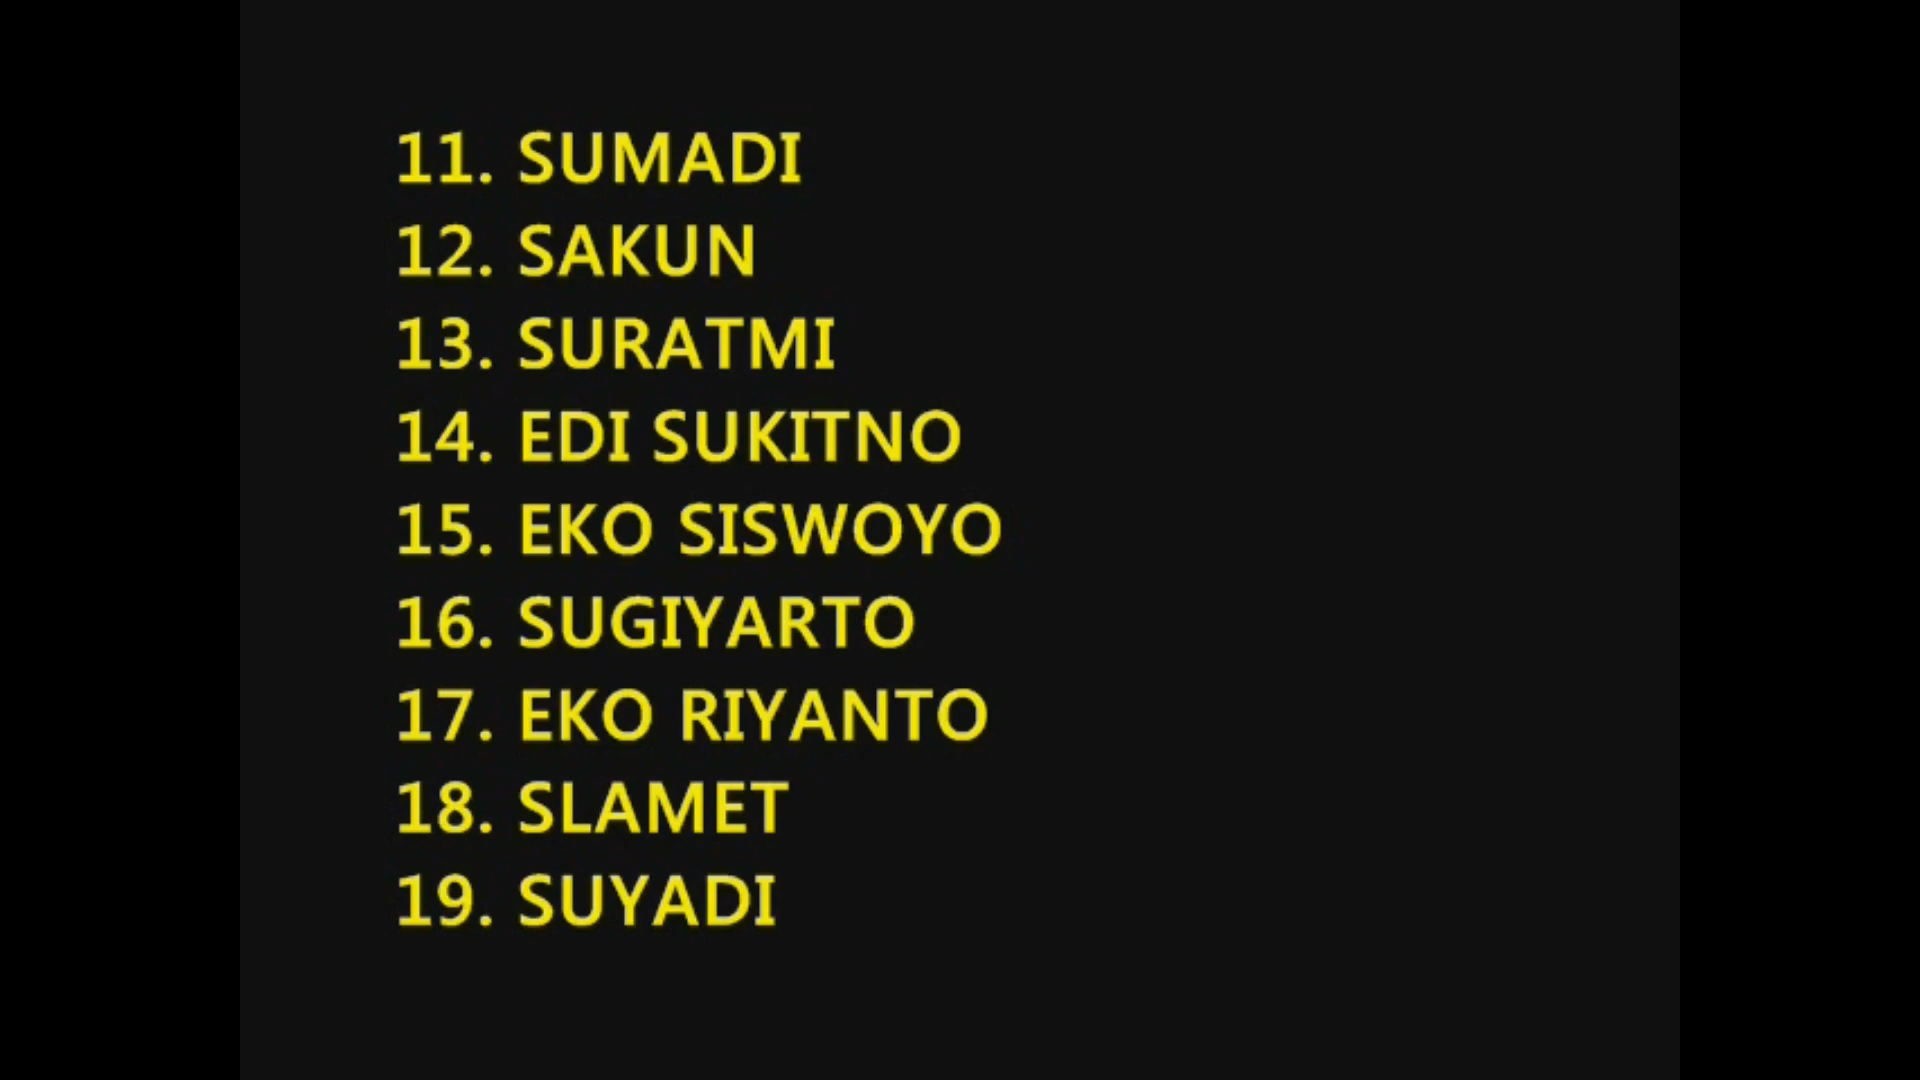 11. SUMADI
12. SAKUN
13. SURATMI
14. EDI SUKITNO
15. EKO SISWOYO
16. SUGIYARTO
17. EKO RIYANTO
18. SLAMET
19. SUYADI